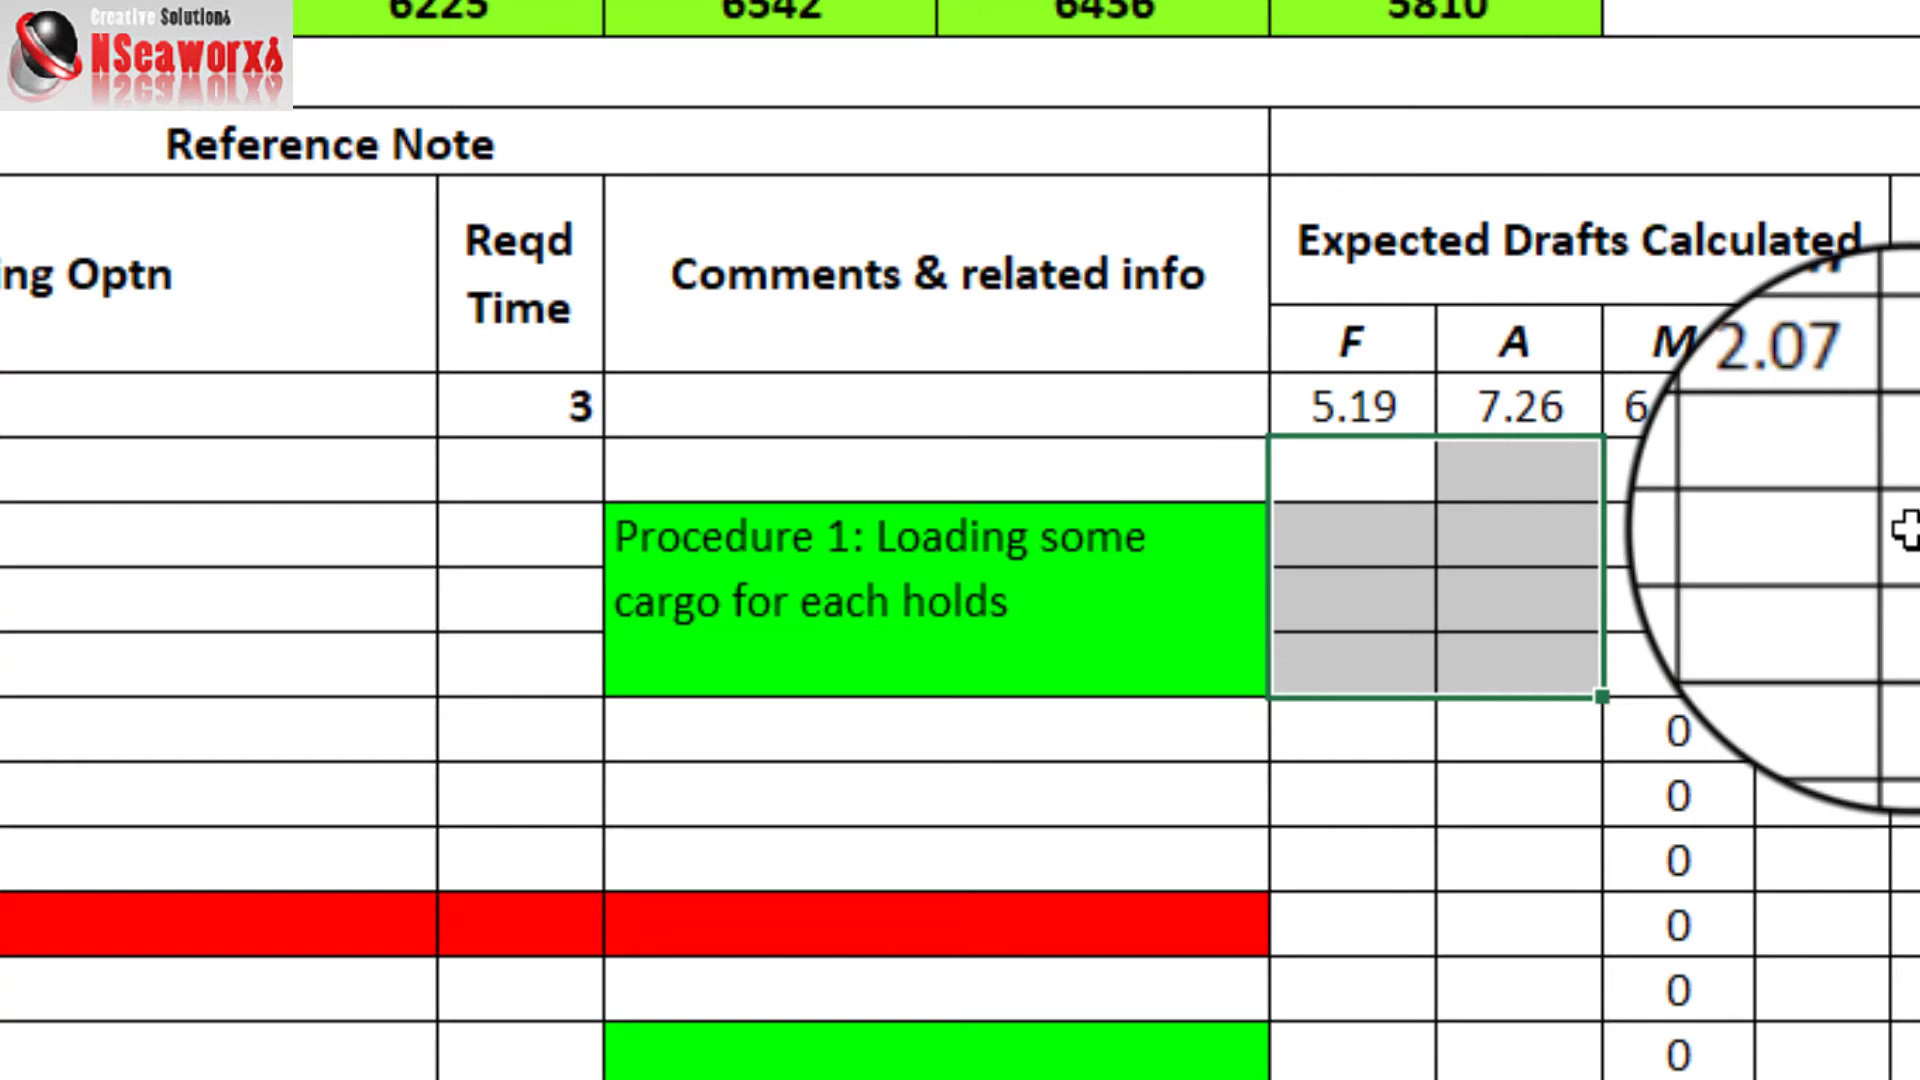 Creative Solutions
NSeaworxs
6225 6542 6436 5810
Reference Note
ing Optn
Reqd
Time
Comments & related info
Expected Drafts Calculated
F A M
2.07
3 5.19 7.26 6
Procedure 1: Loading some
cargo for each holds
0
0
0
0
0
0